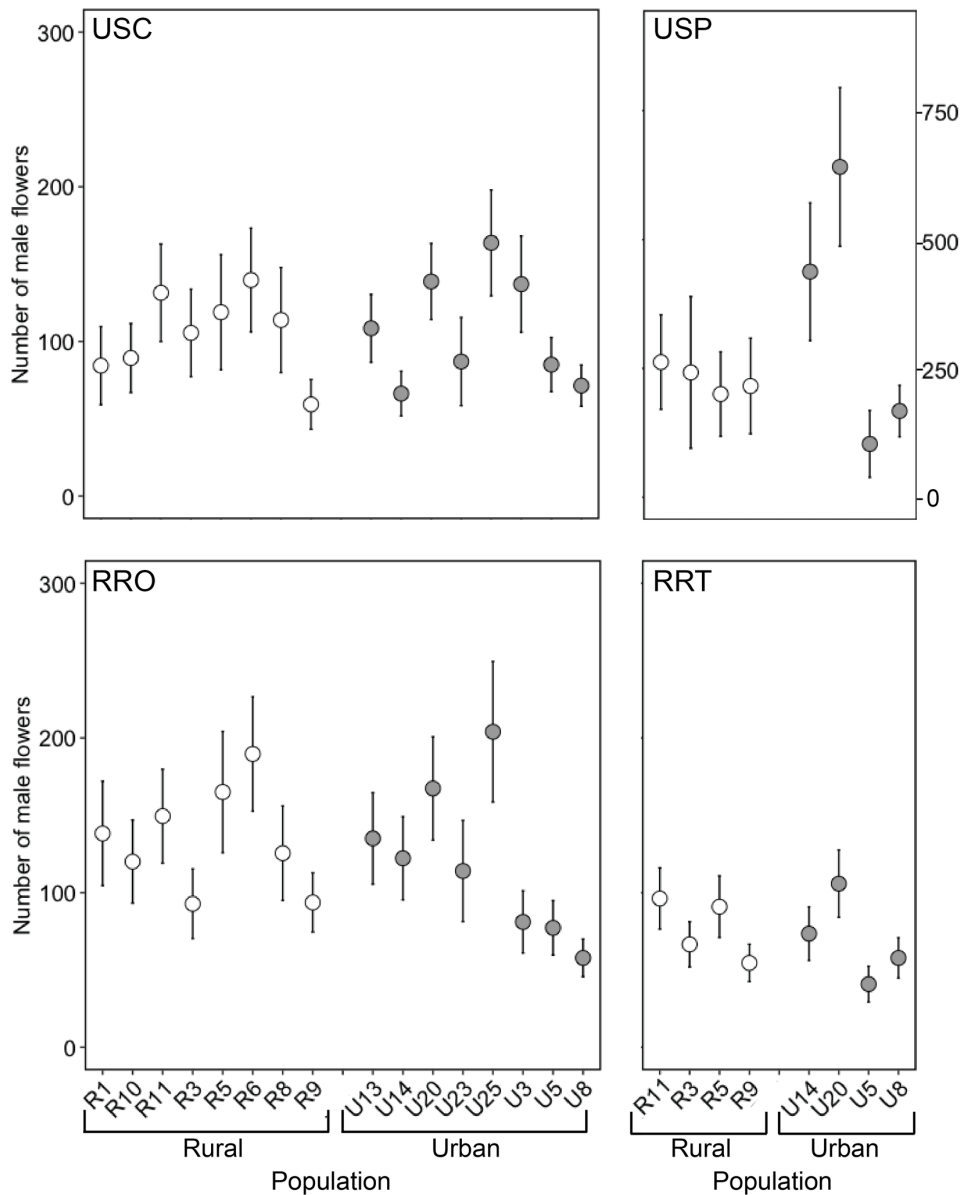 USC
USP
300
200
100
0
Number of male flowers
750
500
250
0
RRO
RRT
300
200
100
0
Number of male flowers
R1 R10 R11 R3 R5 R6 R8 R9 U13 U14 U20 U23 U25 U3 U5 U8
R11 R3 R5 R9 U14 U20 U5 U8
Rural Urban
Rural Urban
Population
Population